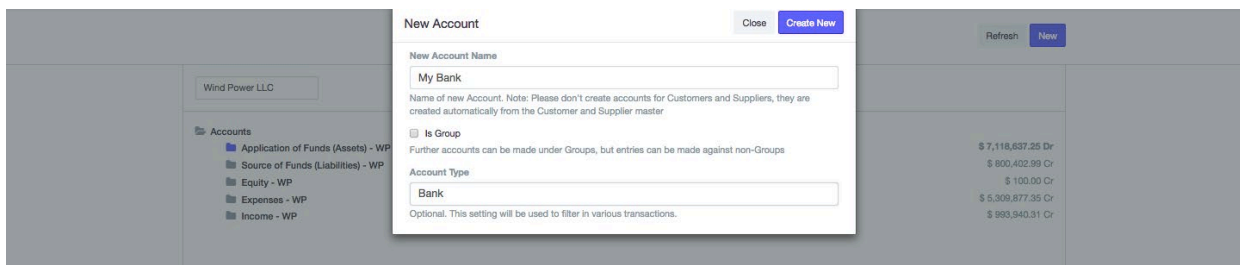 New Account
Close
Create New
Refresh
New
New Account Name
My Bank
Wind Power LLC
Name of new Account. Note: Please don't create accounts for Customers and Suppliers, they are
created automatically from the Customer and Supplier master
Is Group
Accounts
Further accounts can be made under Groups, but entries can be made against non-Groups
Application of Funds (Assets) - WP
$ 7,118,637.25 Dr
Source of Funds (Liabilities) - WP
$ 800,402.99 Cr
Account Type
Equity - WP
$ 100.00 Cr
Bank
Expenses - WP
$ 5,309,877.35 Cr
Optional. This setting will be used to filter in various transactions.
Income - WP
$ 993,940.31 Cr